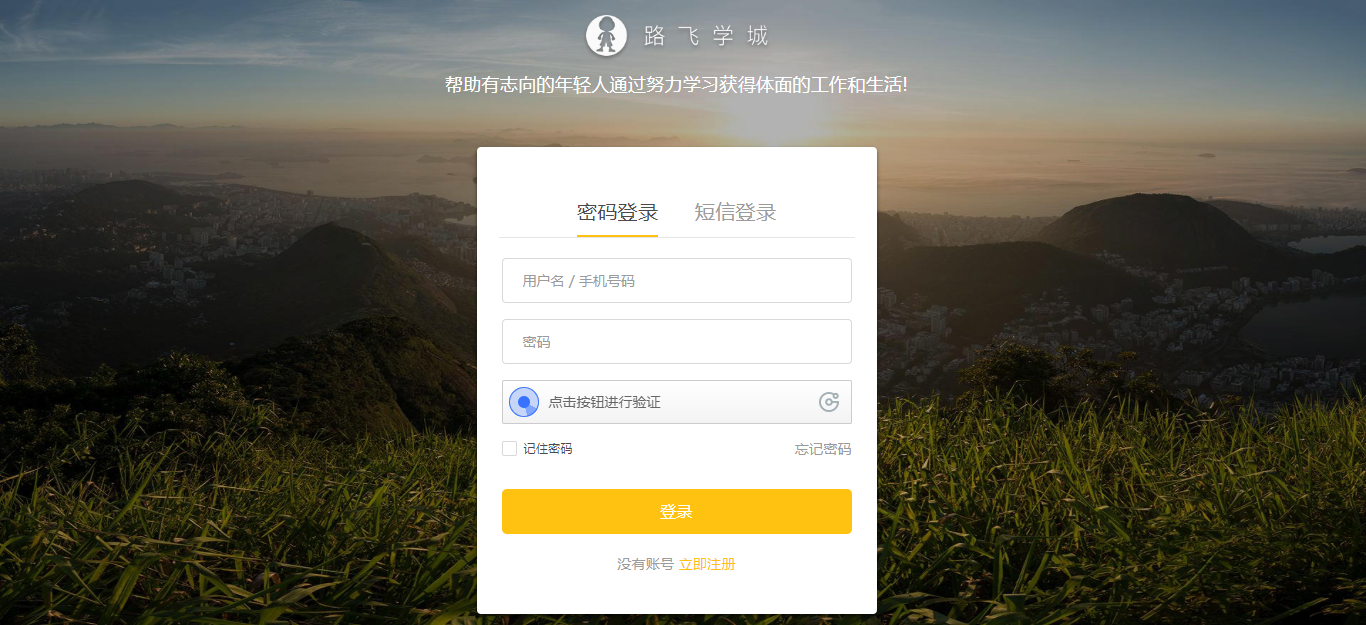 路飞学城
帮助有志向的年轻人通过努力学习获得体面的工作和生活!
密码登录 短信登录
用户名 / 手机号码
密码
点击按钮进行验证
记住密码 忘记密码
登录
没有账号 立即注册